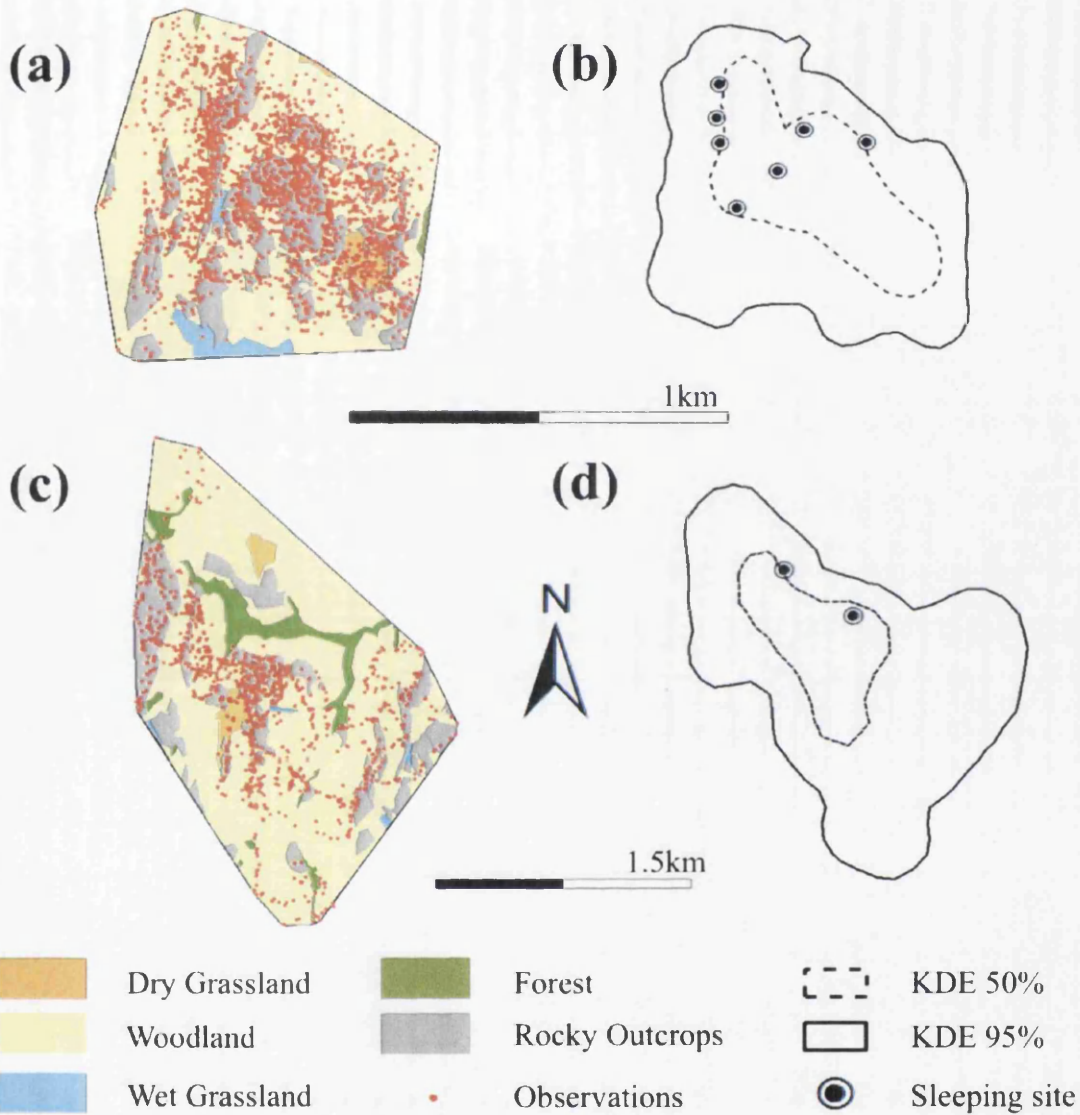 (a)
(b)
1km
(c)
(d)
N
1.5km
Dry Grassland
Forest
KDE 50%
Woodland
Rocky Outcrops
KDE 95%
Wet Grassland
Observations
Sleeping site